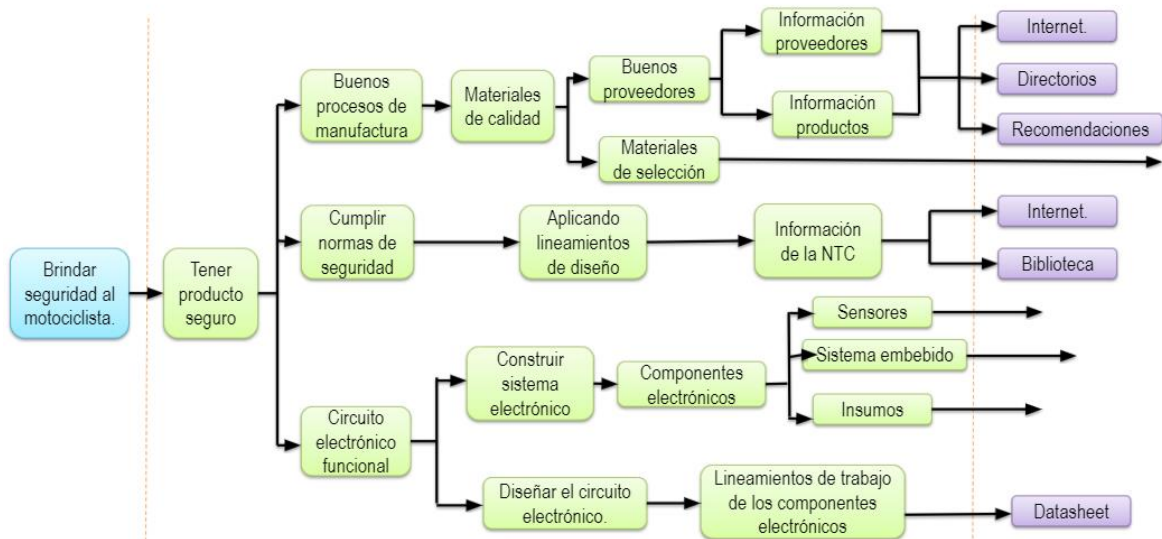 Brindar
seguridad al
motociclista.
Tener
producto
seguro
Buenos
procesos de
manufactura
Materiales
de calidad
Buenos
proveedores
Información
proveedores
Información
productos
Internet.
Directorios
Recomendaciones
Materiales
de selección
Cumplir
normas de
seguridad
Aplicando
lineamientos
de diseño
Información
de la NTC
Internet.
Biblioteca
Circuito
electrónico
funcional
Construir
sistema
electrónico
Componentes
electrónicos
Sensores
Sistema embebido
Insumos
Diseñar el circuito
electrónico.
Lineamientos de trabajo
de los componentes
electrónicos
Datasheet